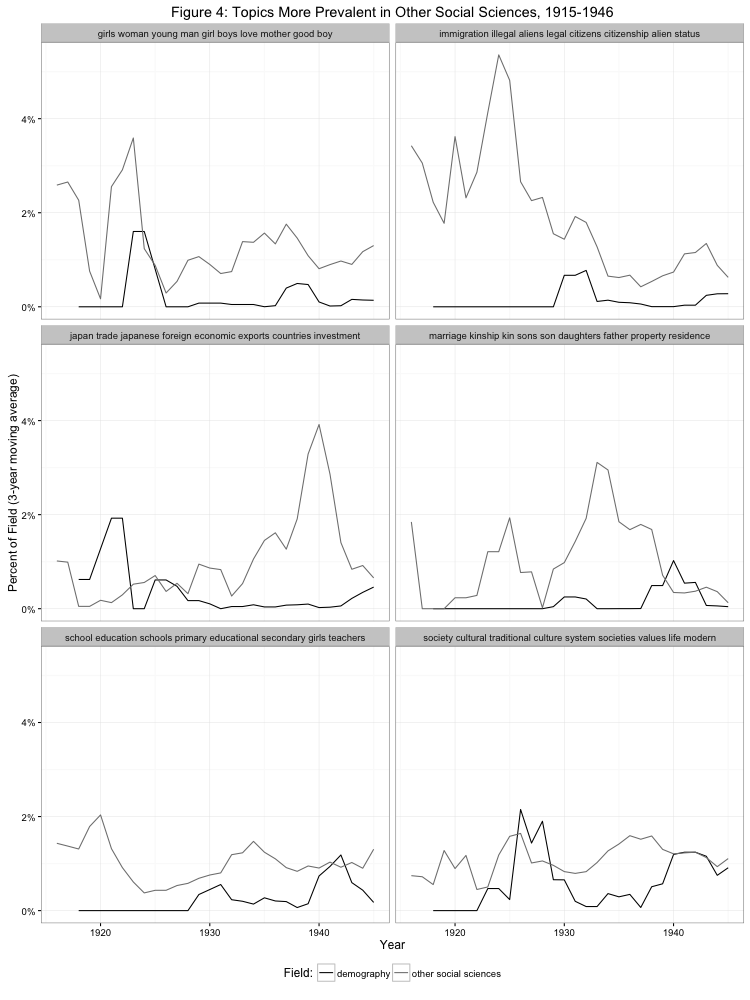 Figure 4: Topics More Prevalent in Other Social Sciences, 1915-1946
girls woman young man girl boys love mother good boy
immigration illegal aliens legal citizens citizenship alien status
4%
2%
0%
japan trade japanese foreign economic exports countries investment
marriage kinship kin sons son daughters father property residence
4%
2%
0%
Percent of Field (3-year moving average)
school education schools primary educational secondary girls teachers
society cultural traditional culture system societies values life modern
4%
2%
0%
1920 1930 1940
1920 1930 1940
Year
Field: demography other social sciences